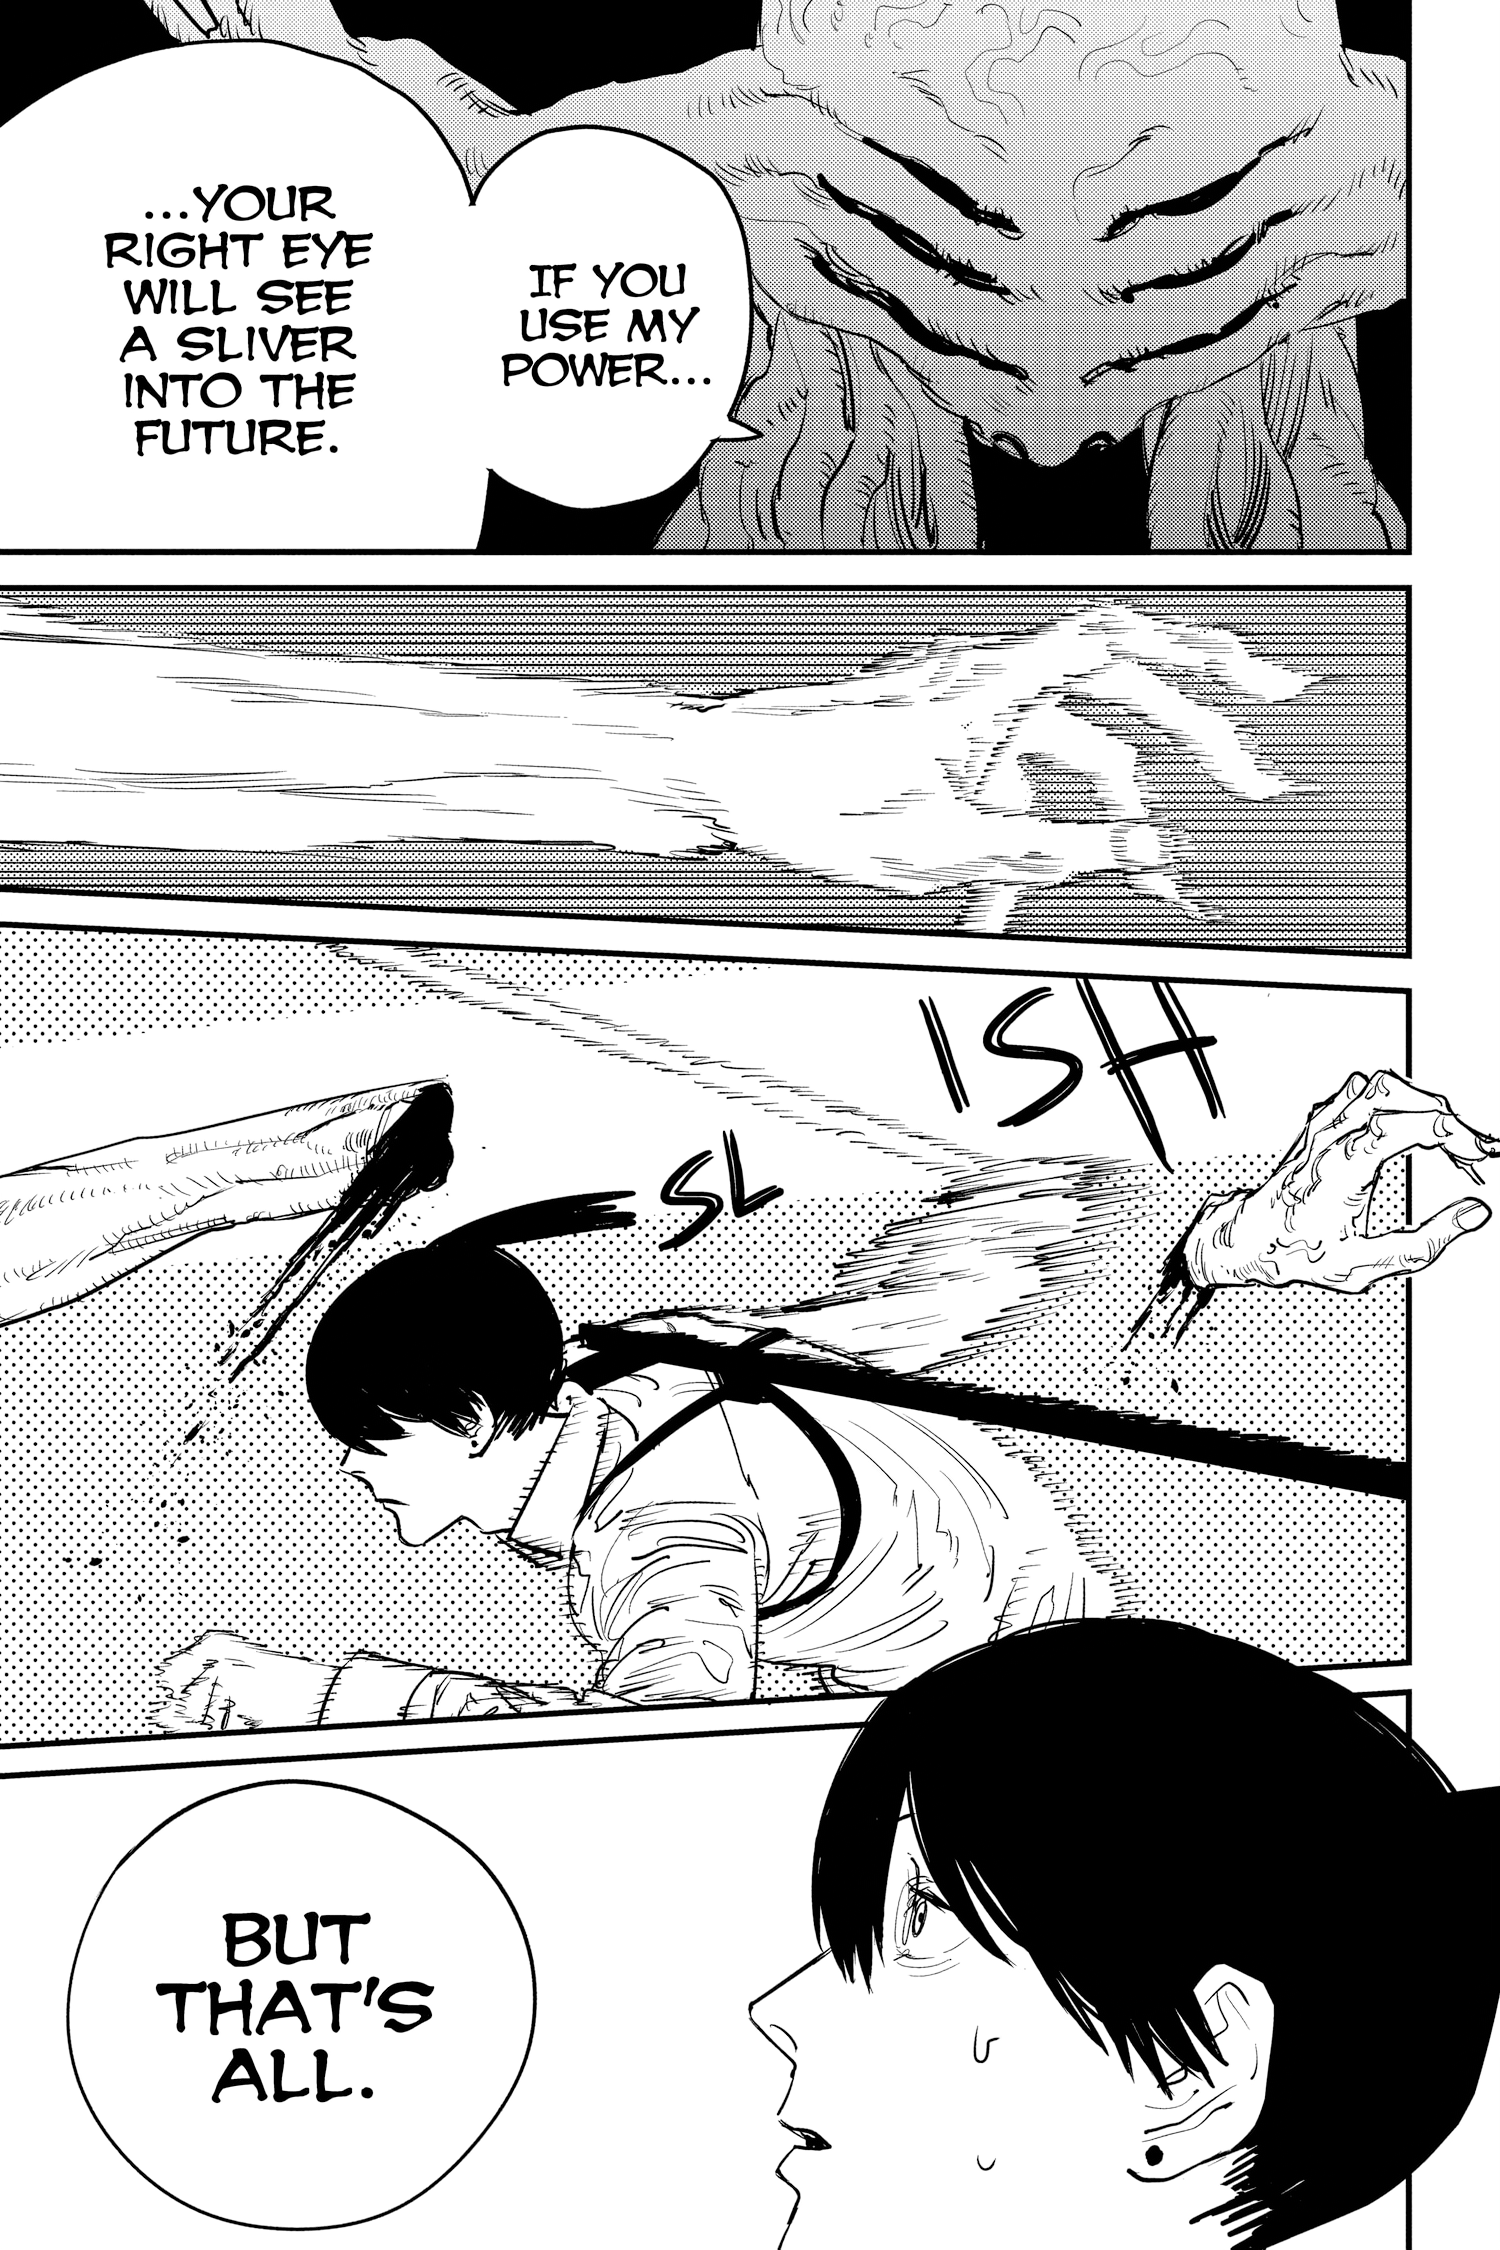 IF YOU
USE MY
POWER...
...YOUR
RIGHT EYE
WILL SEE
A SLIVER
INTO THE
FUTURE.
SL
ISH
BUT
THAT'S
ALL.